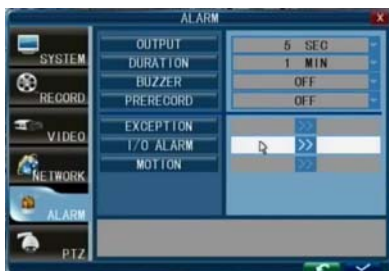 ALARM
X
SYSTEM
RECORD
VIDEO
NETWORK
ALARM
PTZ
OUTPUT 5 SEC
DURATION 1 MIN
BUZZER OFF
PRERECORD OFF
EXCEPTION >>
I/O ALARM >>
MOTION >>